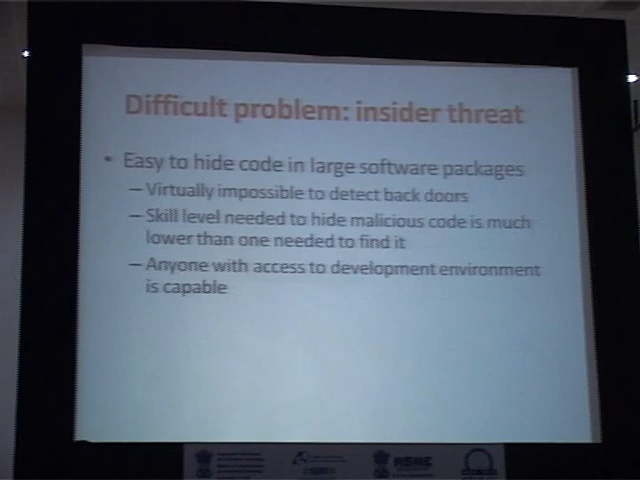 Difficult problem: insider threat
• Easy to hide code in large software packages
– Virtually impossible to detect back doors
– Skill level needed to hide malicious code is much
lower than one needed to find it
– Anyone with access to development environment
is capable